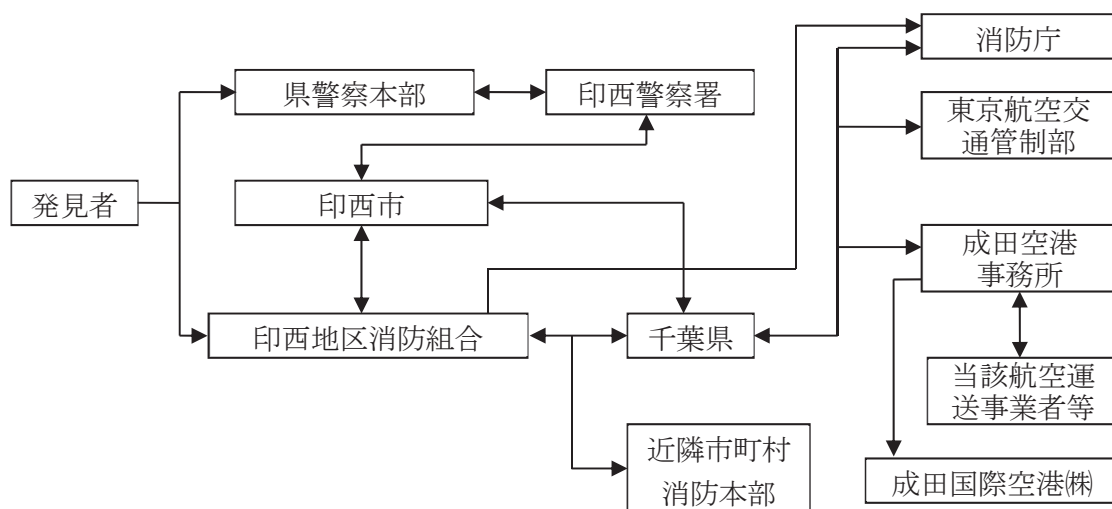 消防庁
県警察本部
印西警察署
東京航空交
通管制部
発見者
印西市
成田空港
事務所
印西地区消防組合
千葉県
当該航空運
送事業者等
近隣市町村
消防本部
成田国際空港㈱